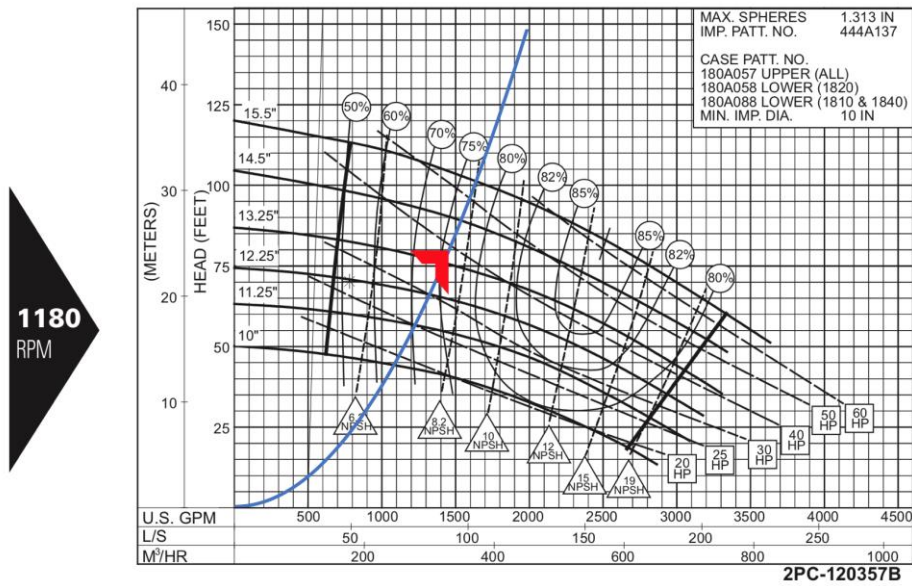 MAX. SPHERES 1.313 IN
IMP. PATT. NO. 444A137
CASE PATT. NO.
180A057 UPPER (ALL)
180A058 LOWER (1820)
180A088 LOWER (1810 & 1840)
MIN. IMP. DIA. 10 IN
150
125
100
75
50
25
40
30
20
10
(METERS)
HEAD (FEET)
1180
RPM
15.5"
14.5"
13.25"
12.25"
11.25"
10"
50%
60%
70%
75%
80%
82%
85%
85%
82%
80%
NPSH
8.2
NPSH
10
NPSH
12
NPSH
15
NPSH
19
NPSH
20
HP
25
HP
30
HP
40
HP
50
HP
60
HP
U.S. GPM 500 1000 1500 2000 2500 3000 3500 4000 4500
L/S 50 100 150 200 250
M³/HR 200 400 600 800 1000
2PC-120357B